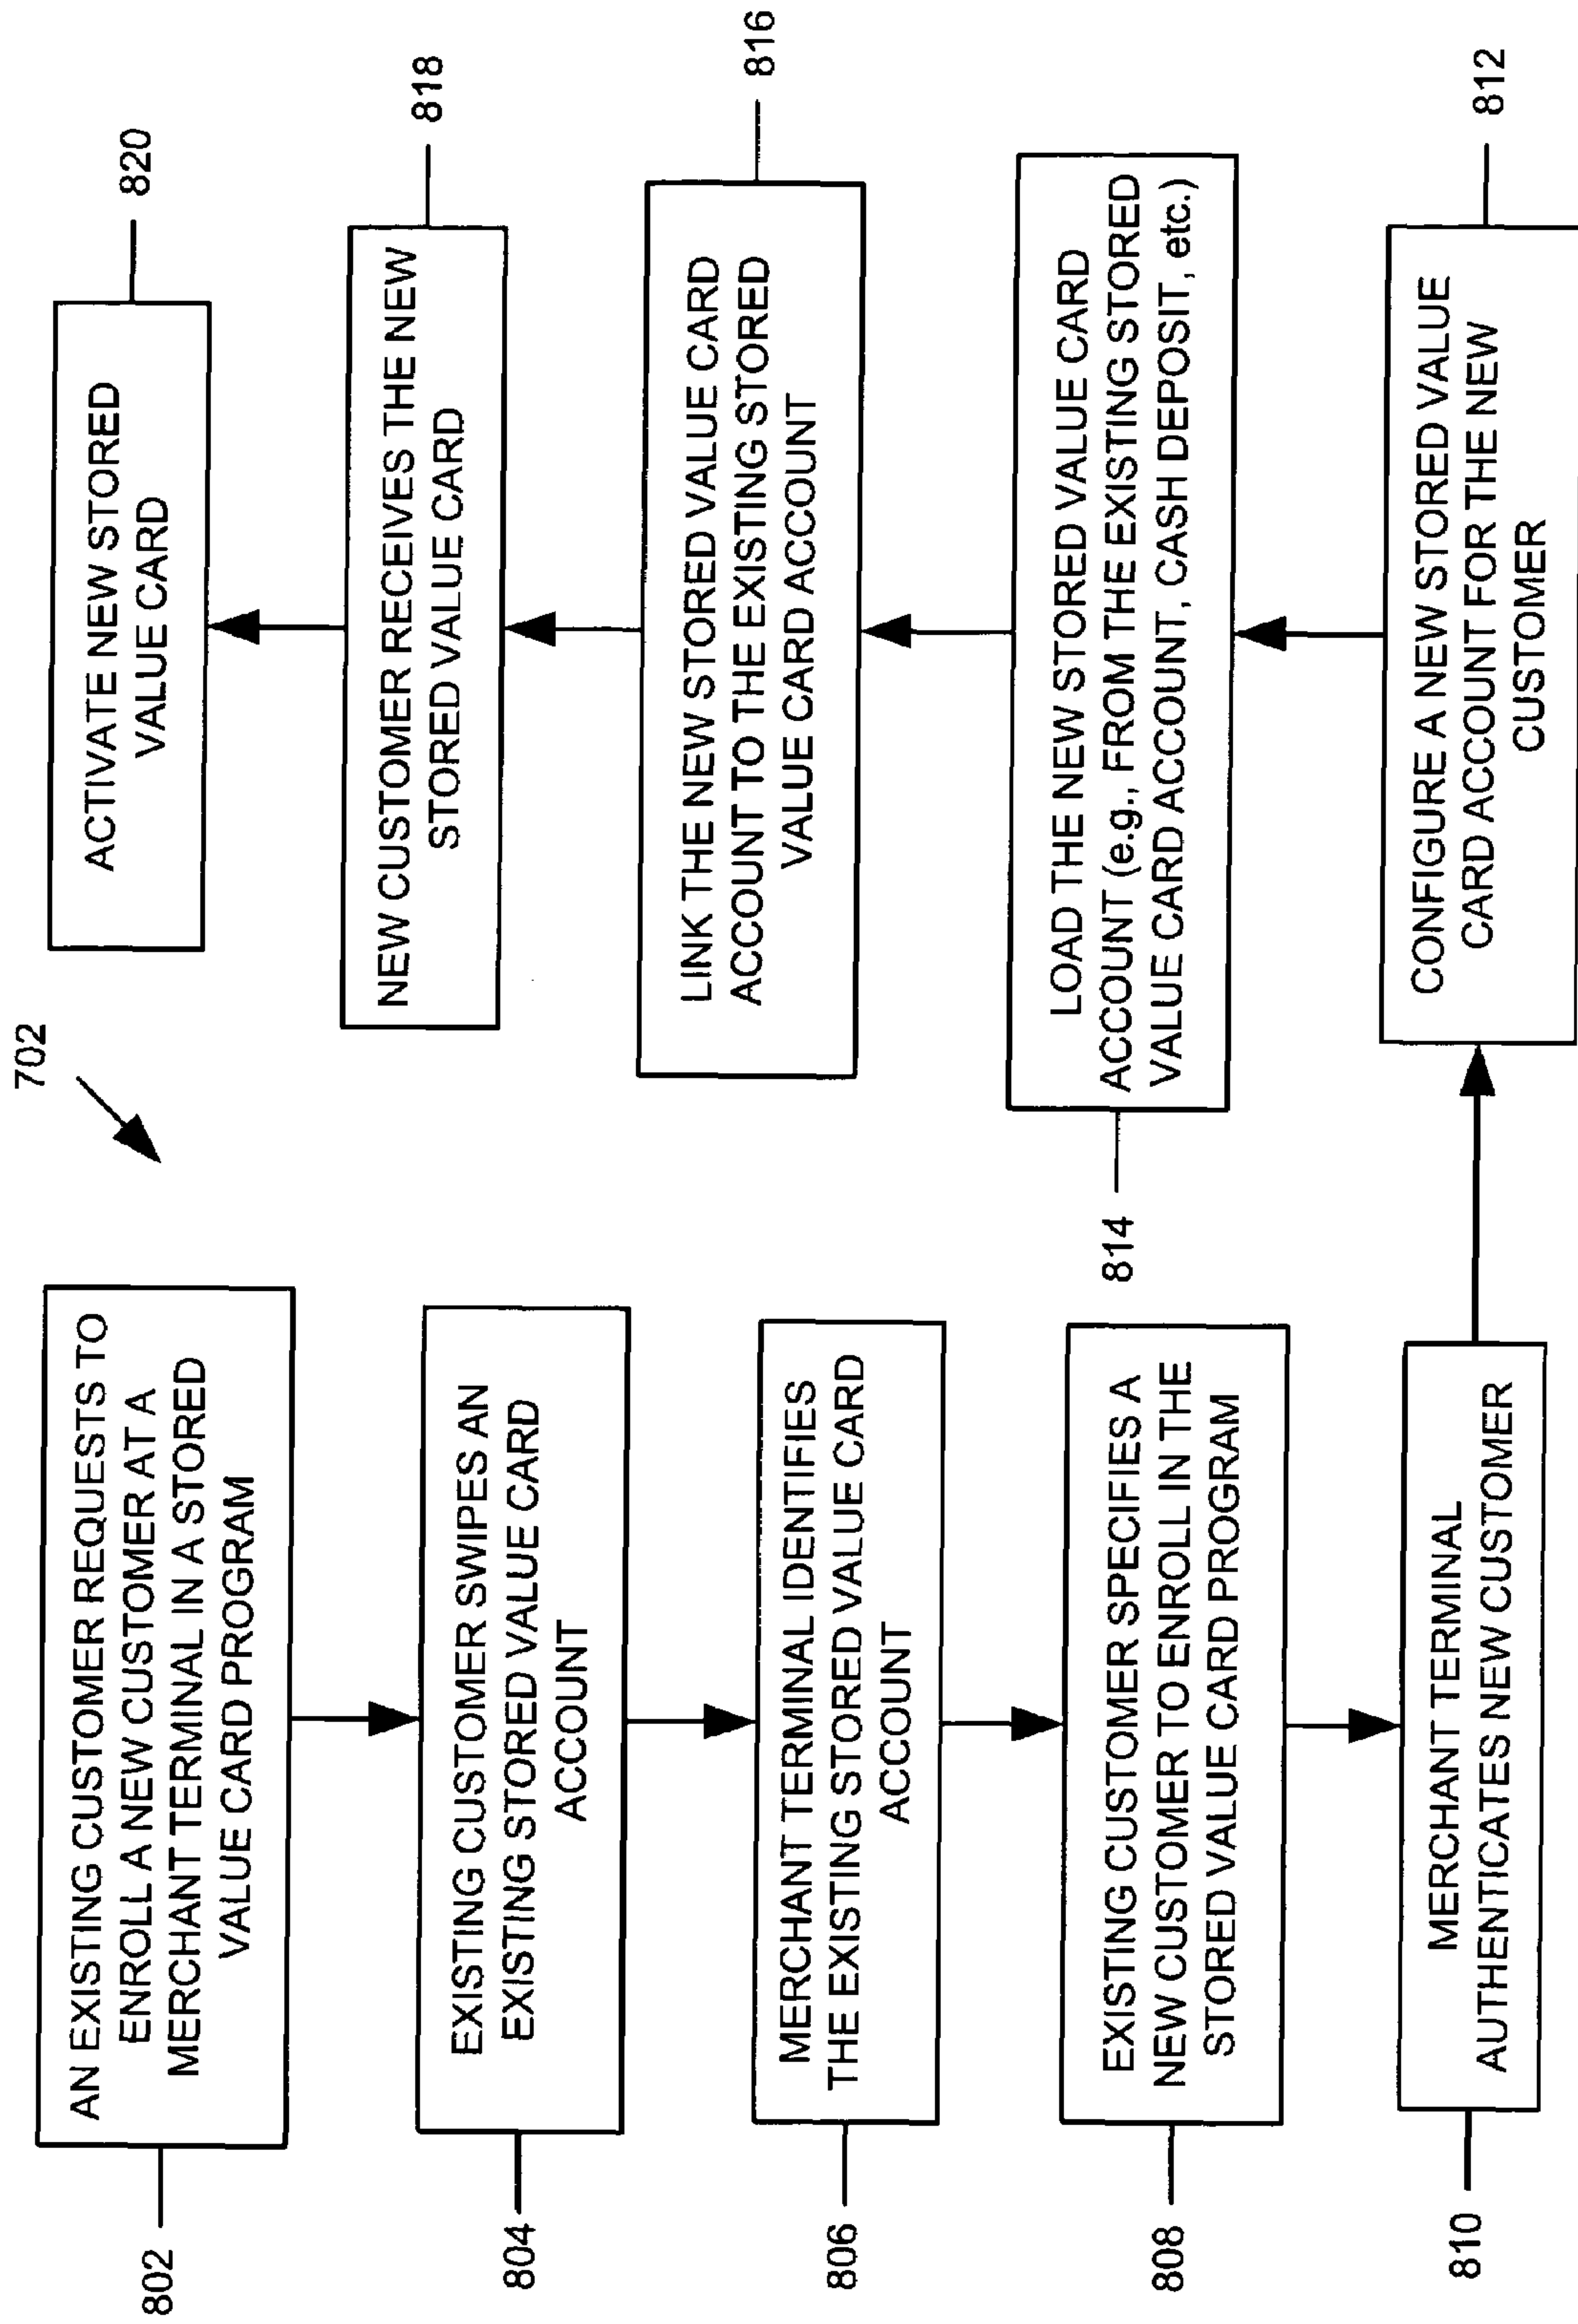 702
802
AN EXISTING CUSTOMER REQUESTS TO
ENROLL A NEW CUSTOMER AT A
MERCHANT TERMINAL IN A STORED
VALUE CARD PROGRAM
804
EXISTING CUSTOMER SWIPES AN
EXISTING STORED VALUE CARD
ACCOUNT
806
MERCHANT TERMINAL IDENTIFIES
THE EXISTING STORED VALUE CARD
ACCOUNT
808
EXISTING CUSTOMER SPECIFIES A
NEW CUSTOMER TO ENROLL IN THE
STORED VALUE CARD PROGRAM
810
MERCHANT TERMINAL
AUTHENTICATES NEW CUSTOMER
812
CONFIGURE A NEW STORED VALUE
CARD ACCOUNT FOR THE NEW
CUSTOMER
814
LOAD THE NEW STORED VALUE CARD
ACCOUNT (e.g., FROM THE EXISTING STORED
VALUE CARD ACCOUNT, CASH DEPOSIT, etc.)
816
LINK THE NEW STORED VALUE CARD
ACCOUNT TO THE EXISTING STORED
VALUE CARD ACCOUNT
818
NEW CUSTOMER RECEIVES THE NEW
STORED VALUE CARD
820
ACTIVATE NEW STORED
VALUE CARD